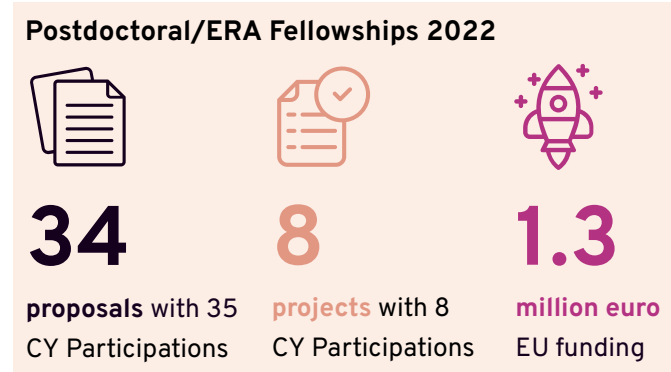 Postdoctoral/ERA Fellowships 2022
34
proposals with 35
CY Participations
8
projects with 8
CY Participations
1.3
million euro
EU funding